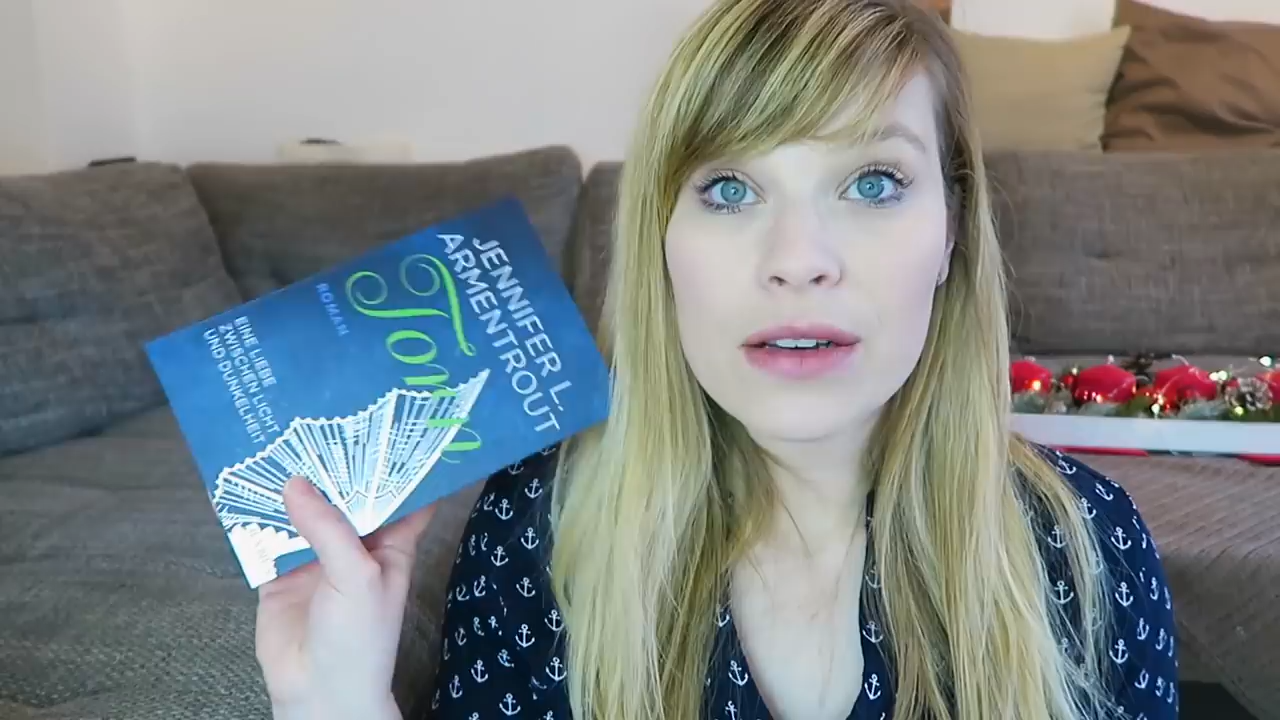 JENNIFER L.
ARMENTROUT
Torn
ROMAN
EINE LIEBE
ZWISCHEN LICHT
UND DUNKELHEIT